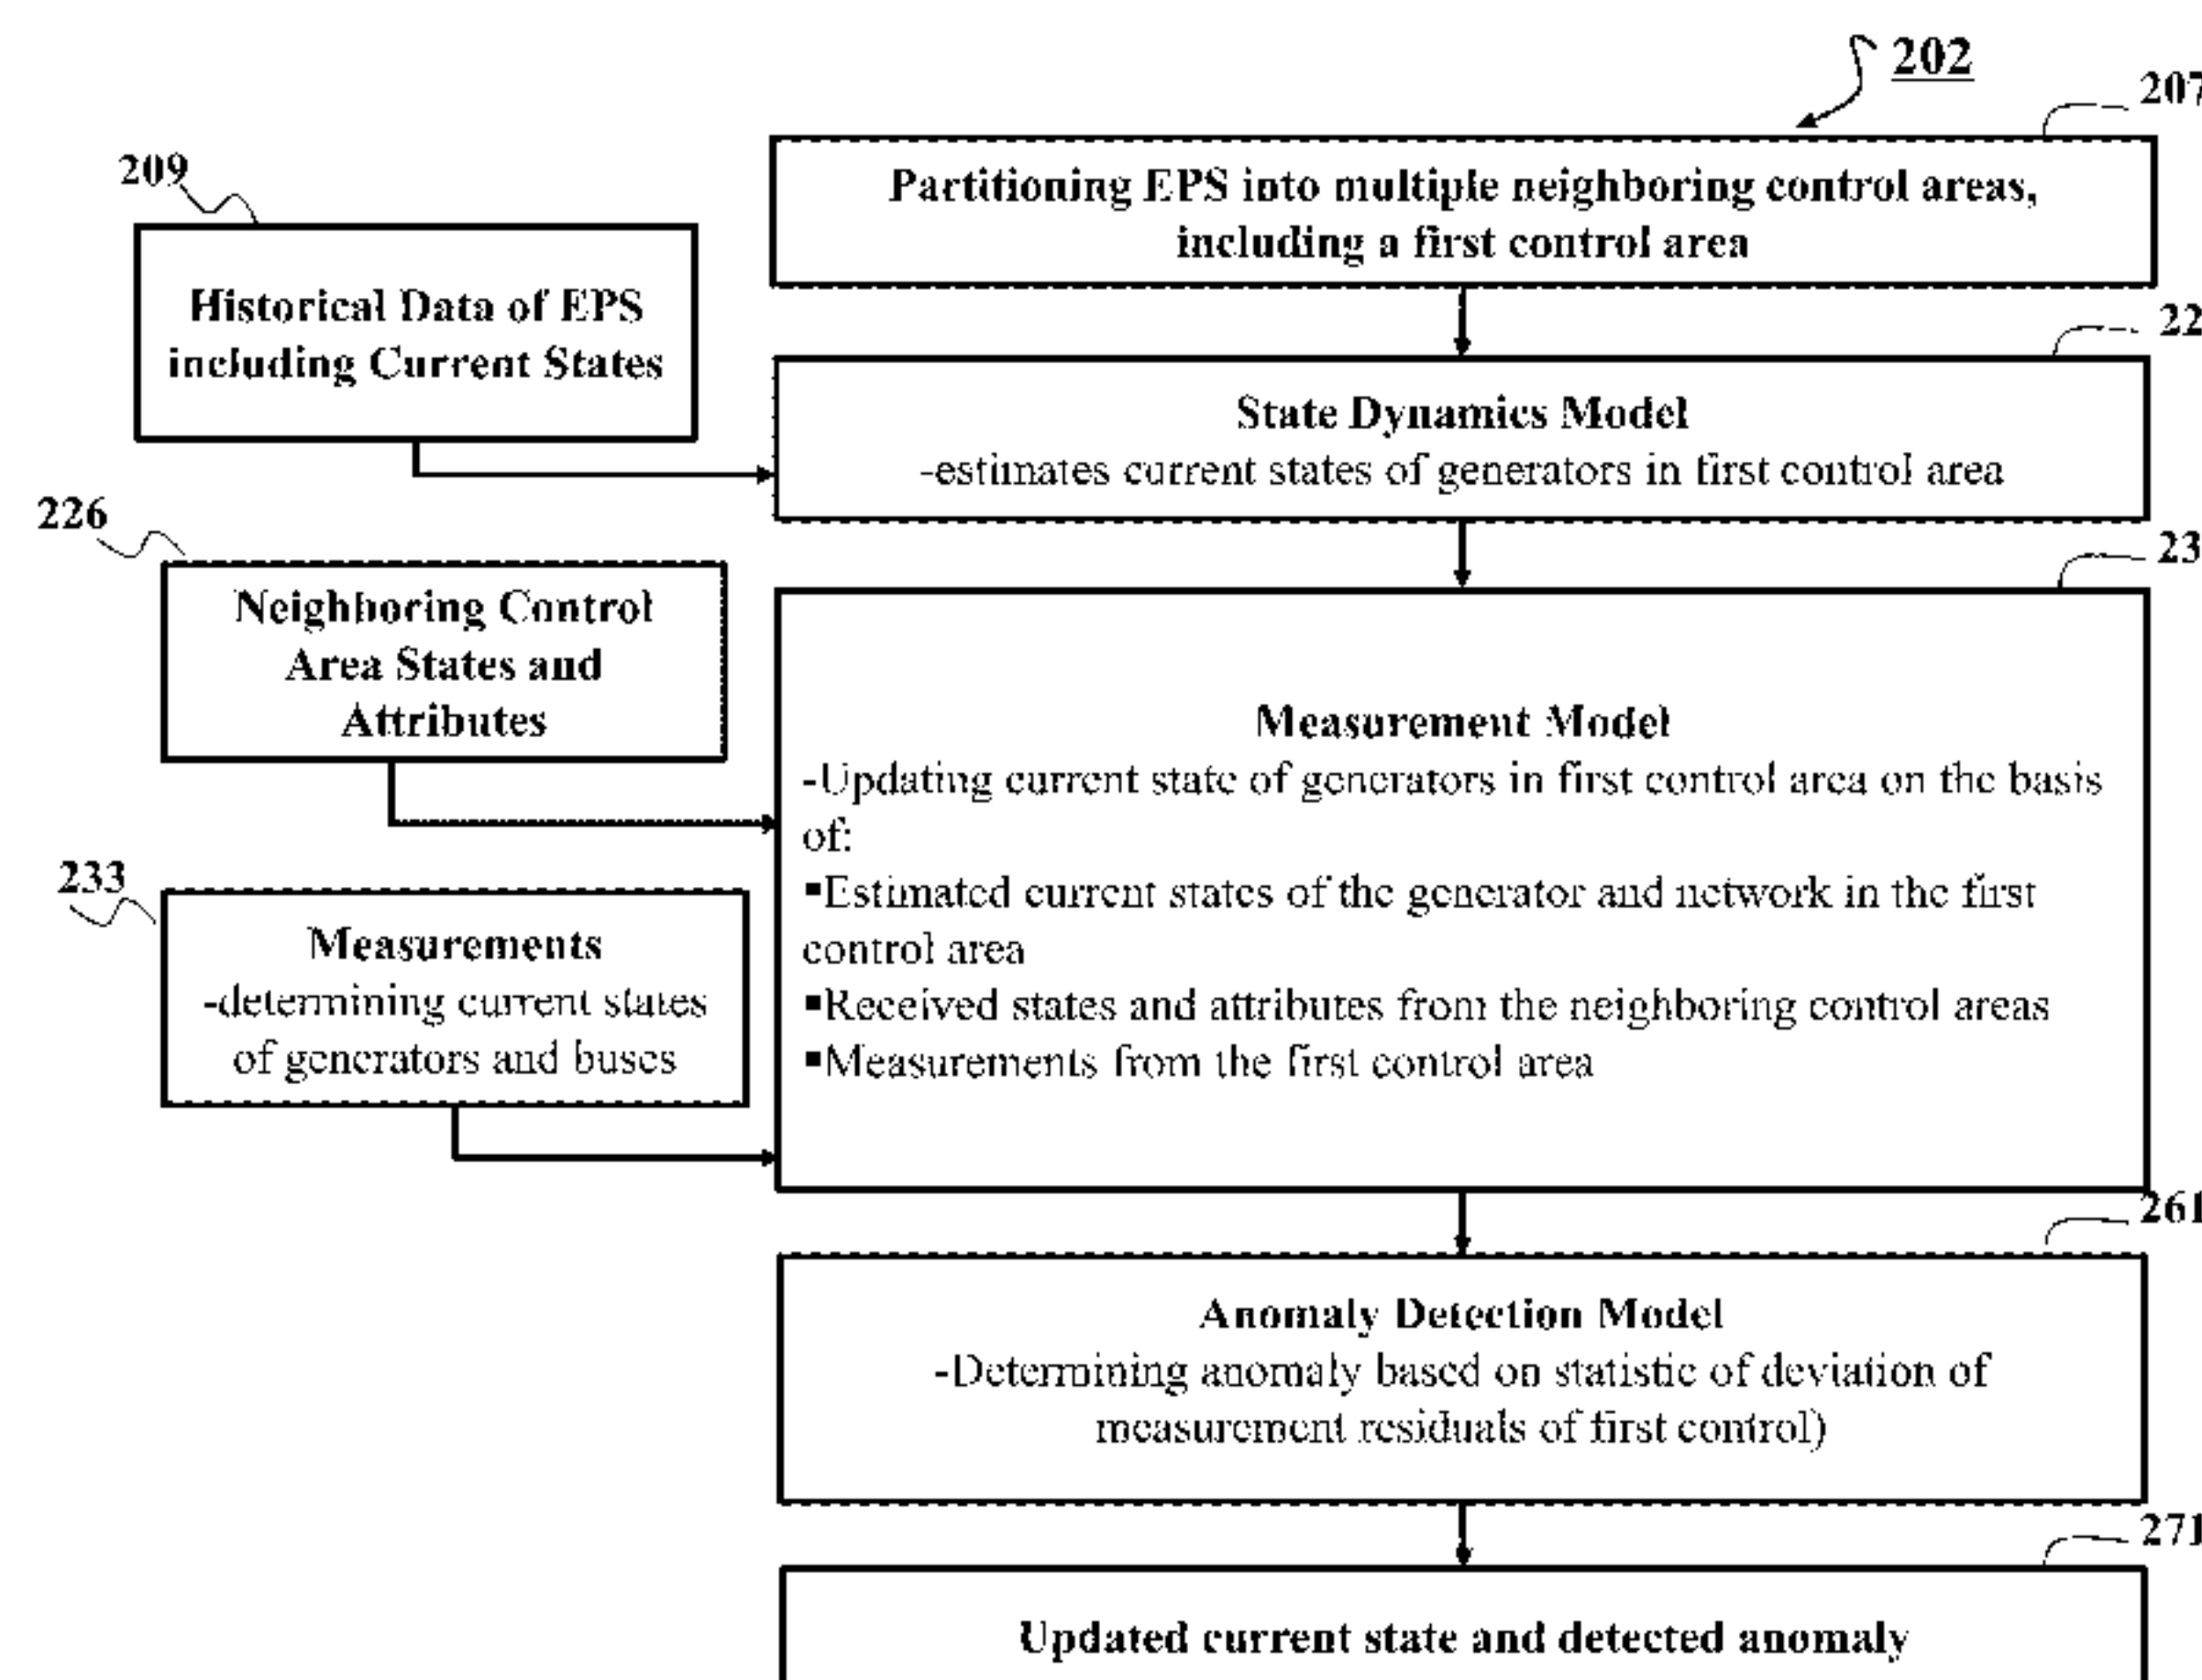 202
207
Partitioning EPS into multiple neighboring control areas,
including a first control area
209
Historical Data of EPS
including Current States
22
State Dynamics Model
-estimates current states of generators in first control area
226
Neighboring Control
Area States and
Attributes
23
Measurement Model
-Updating current state of generators in first control area on the basis
of:
▪Estimated current states of the generator and network in the first
control area
▪Received states and attributes from the neighboring control areas
▪Measurements from the first control area
233
Measurements
-determining current states
of generators and buses
261
Anomaly Detection Model
-Determining anomaly based on statistic of deviation of
measurement residuals of first control)
271
Updated current state and detected anomaly